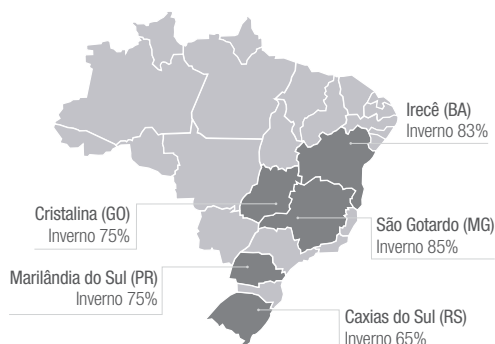 Irecê (BA)
Inverno 83%
Cristalina (GO)
Inverno 75%
São Gotardo (MG)
Inverno 85%
Marilândia do Sul (PR)
Inverno 75%
Caxias do Sul (RS)
Inverno 65%